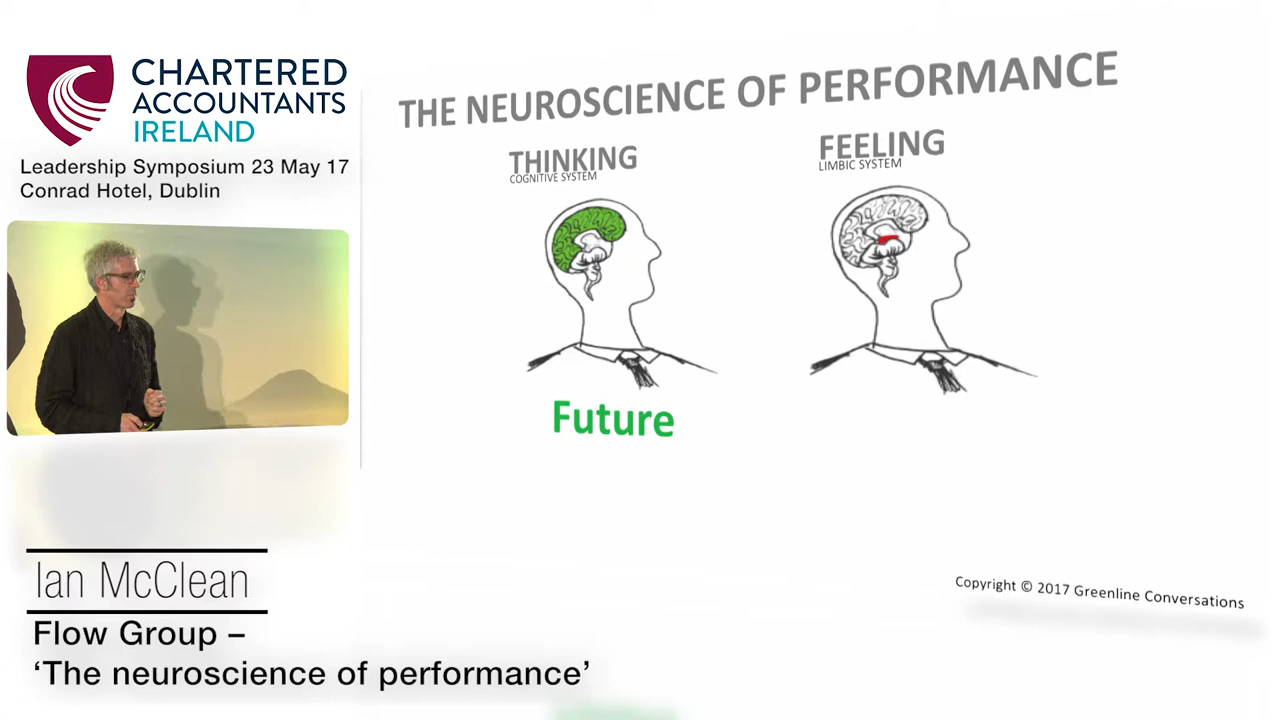 CHARTERED
ACCOUNTANTS
IRELAND
Leadership Symposium 23 May 17
Conrad Hotel, Dublin
THE NEUROSCIENCE OF PERFORMANCE
THINKING
COGNITIVE SYSTEM
FEELING
LIMBIC SYSTEM
Future
Copyright © 2017 Greenline Conversations
Ian McClean
Flow Group –
‘The neuroscience of performance’